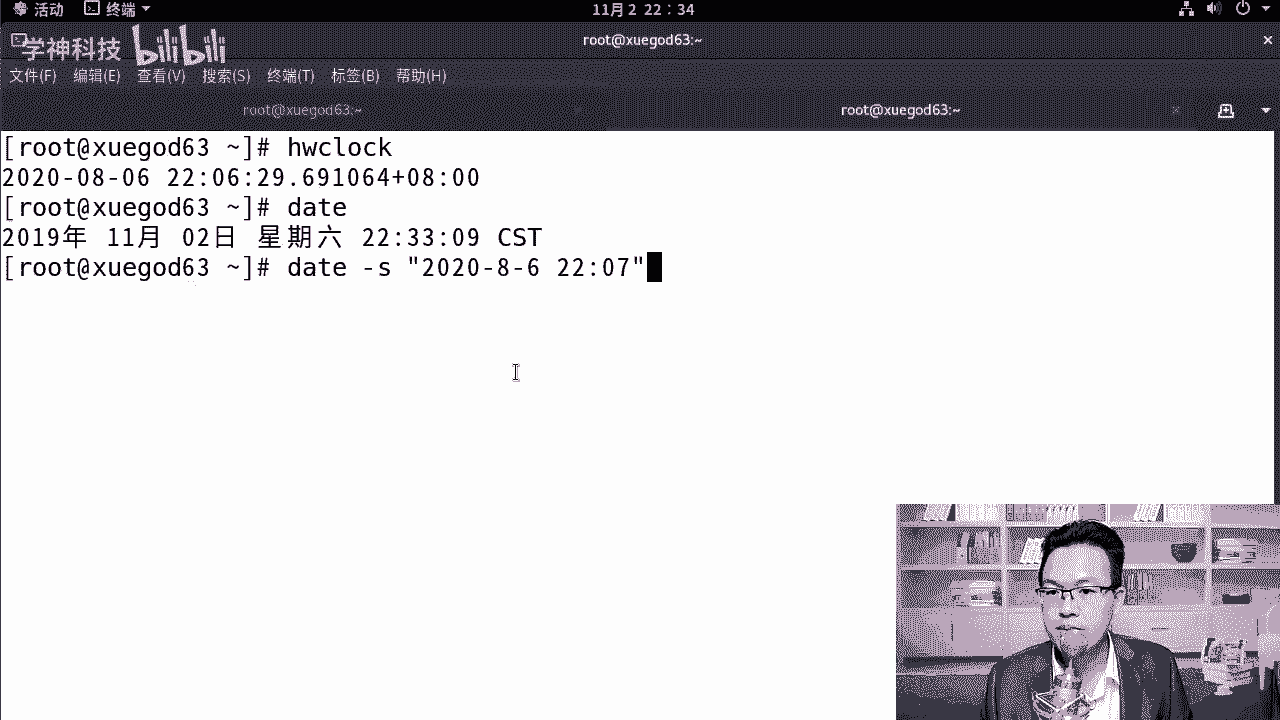 活动 终端 11月2 22:34
学神科技 bilibili
root@xuegod63:~
文件(F) 编辑(E) 查看(V) 搜索(S) 终端(T) 标签(B) 帮助(H)
root@xuegod63:~ root@xuegod63:~
[root@xuegod63 ~]# hwclock
2020-08-06 22:06:29.691064+08:00
[root@xuegod63 ~]# date
2019年 11月 02日 星期六 22:33:09 CST
[root@xuegod63 ~]# date -s "2020-8-6 22:07"